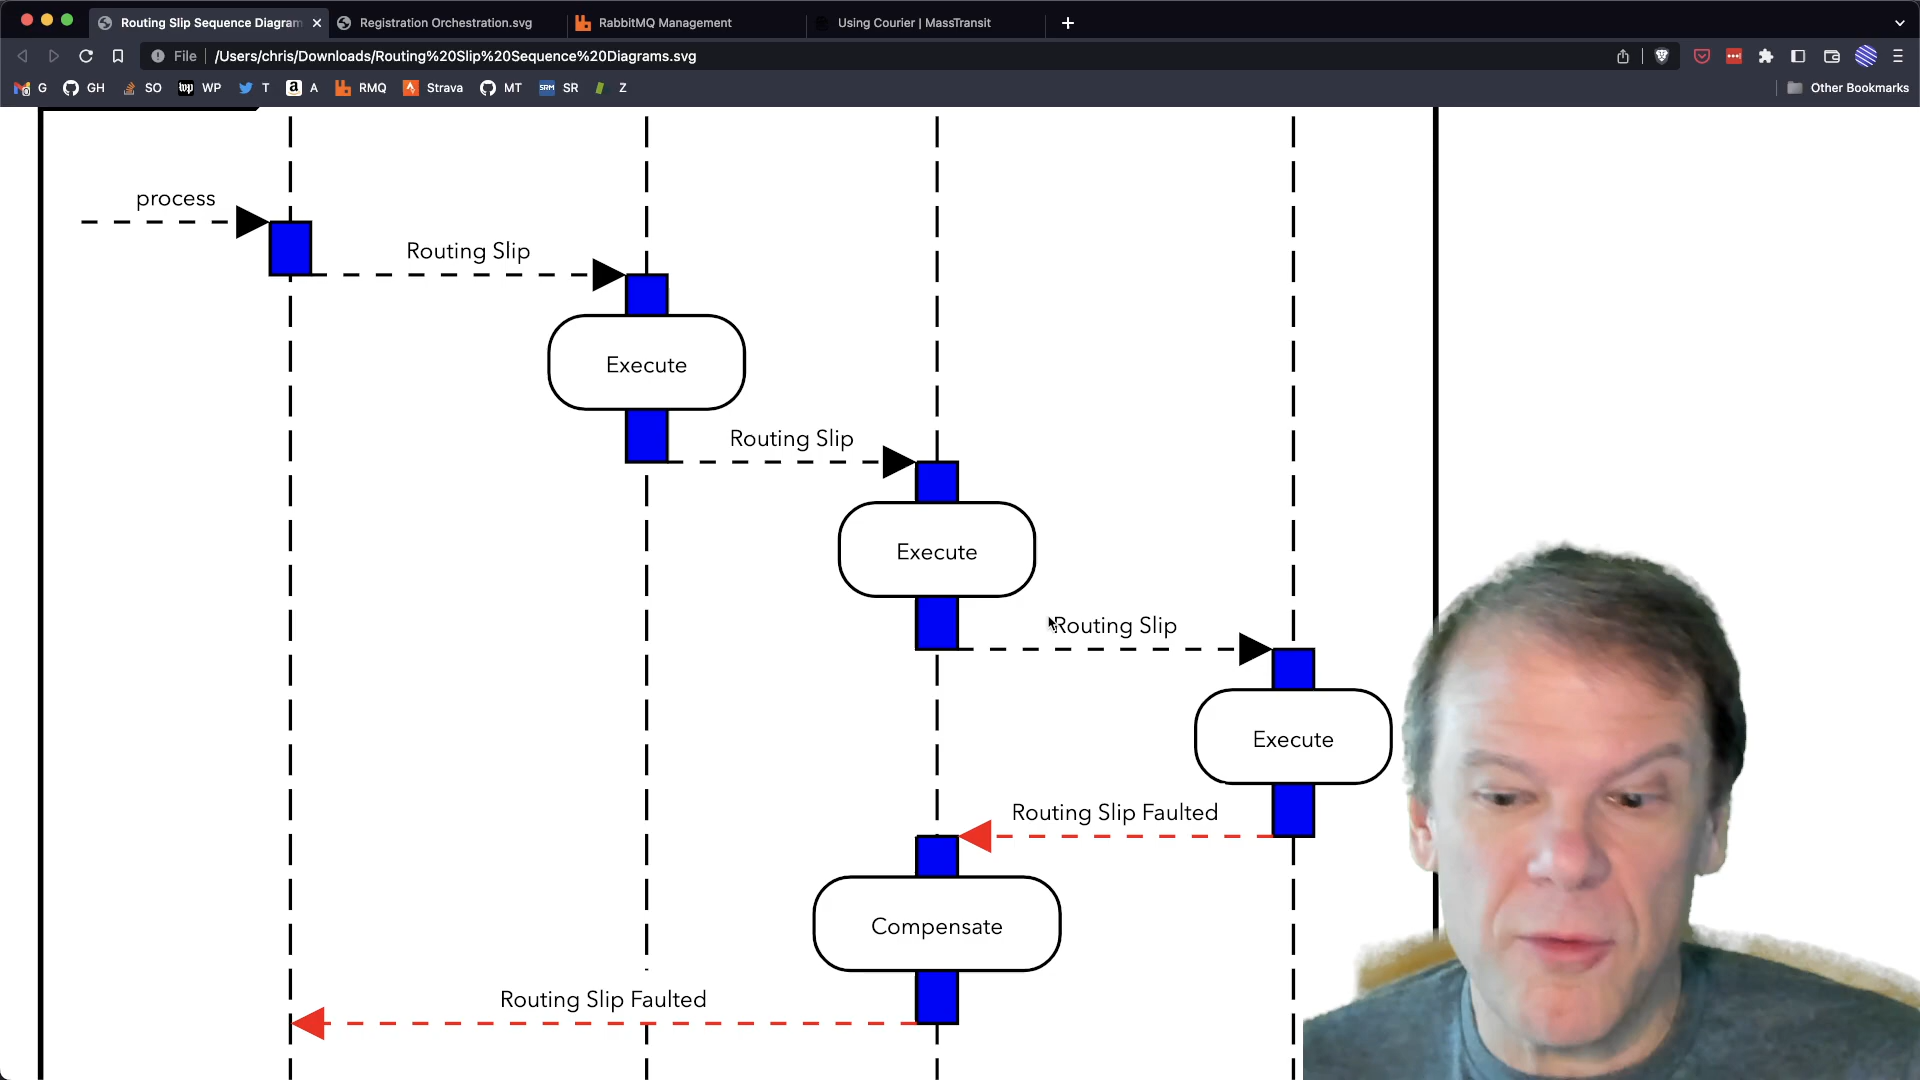 Routing Slip Sequence Diagram
Registration Orchestration.svg
RabbitMQ Management
Using Courier | MassTransit
File
/Users/chris/Downloads/Routing%20Slip%20Sequence%20Diagrams.svg
G
GH
SO
WP
T
a
A
RMQ
Strava
MT
SRM
SR
Z
Other Bookmarks
process
Routing Slip
Execute
Routing Slip
Execute
Routing Slip
Execute
Routing Slip Faulted
Compensate
Routing Slip Faulted